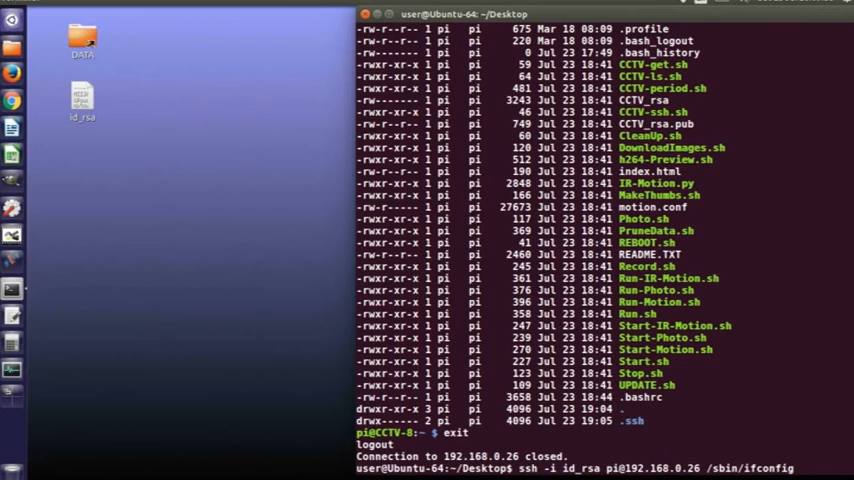 user@Ubuntu-64: ~/Desktop
DATA
id_rsa
-rw-r--r-- 1 pi pi 675 Mar 18 08:09 .profile
-rw-r--r-- 1 pi pi 220 Mar 18 08:09 .bash_logout
-rw------- 1 pi pi 0 Jul 23 17:49 .bash_history
-rwxr-xr-x 1 pi pi 59 Jul 23 18:41 CCTV-get.sh
-rwxr-xr-x 1 pi pi 64 Jul 23 18:41 CCTV-ls.sh
-rwxr-xr-x 1 pi pi 481 Jul 23 18:41 CCTV-period.sh
-rw------- 1 pi pi 3243 Jul 23 18:41 CCTV_rsa
-rwxr-xr-x 1 pi pi 46 Jul 23 18:41 CCTV-ssh.sh
-rw-r--r-- 1 pi pi 749 Jul 23 18:41 CCTV_rsa.pub
-rwxr-xr-x 1 pi pi 60 Jul 23 18:41 CleanUp.sh
-rwxr-xr-x 1 pi pi 120 Jul 23 18:41 DownloadImages.sh
-rwxr-xr-x 1 pi pi 512 Jul 23 18:41 h264-Preview.sh
-rw-r--r-- 1 pi pi 190 Jul 23 18:41 index.html
-rwxr-xr-x 1 pi pi 2848 Jul 23 18:41 IR-Motion.py
-rwxr-xr-x 1 pi pi 166 Jul 23 18:41 MakeThumbs.sh
-rw-r----- 1 pi pi 27673 Jul 23 18:41 motion.conf
-rwxr-xr-x 1 pi pi 117 Jul 23 18:41 Photo.sh
-rwxr-xr-x 1 pi pi 369 Jul 23 18:41 PruneData.sh
-rwxr-xr-x 1 pi pi 41 Jul 23 18:41 REBOOT.sh
-rw-r--r-- 1 pi pi 2460 Jul 23 18:41 README.TXT
-rwxr-xr-x 1 pi pi 245 Jul 23 18:41 Record.sh
-rwxr-xr-x 1 pi pi 361 Jul 23 18:41 Run-IR-Motion.sh
-rwxr-xr-x 1 pi pi 376 Jul 23 18:41 Run-Photo.sh
-rwxr-xr-x 1 pi pi 396 Jul 23 18:41 Run-Motion.sh
-rwxr-xr-x 1 pi pi 358 Jul 23 18:41 Run.sh
-rwxr-xr-x 1 pi pi 247 Jul 23 18:41 Start-IR-Motion.sh
-rwxr-xr-x 1 pi pi 239 Jul 23 18:41 Start-Photo.sh
-rwxr-xr-x 1 pi pi 270 Jul 23 18:41 Start-Motion.sh
-rwxr-xr-x 1 pi pi 227 Jul 23 18:41 Start.sh
-rwxr-xr-x 1 pi pi 123 Jul 23 18:41 Stop.sh
-rwxr-xr-x 1 pi pi 109 Jul 23 18:41 UPDATE.sh
-rw-r--r-- 1 pi pi 3658 Jul 23 18:44 .bashrc
drwxr-xr-x 3 pi pi 4096 Jul 23 19:04 .
drwx------ 2 pi pi 4096 Jul 23 19:05 .ssh
pi@CCTV-8:~ $ exit
logout
Connection to 192.168.0.26 closed.
user@Ubuntu-64:~/Desktop$ ssh -i id_rsa pi@192.168.0.26 /sbin/ifconfig